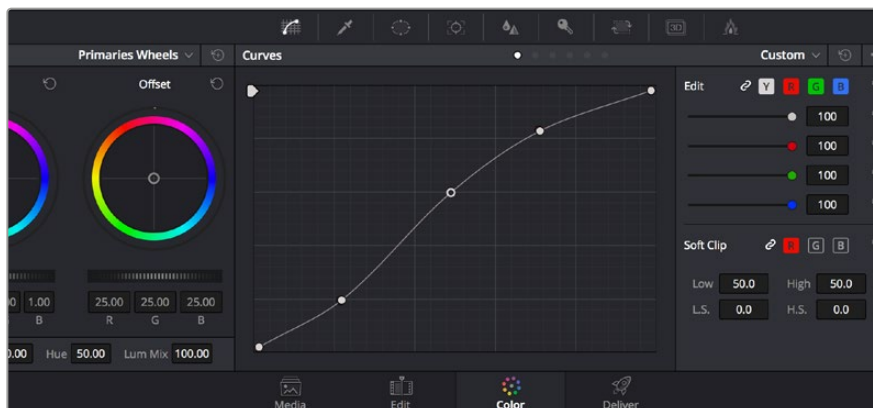 3D
Primaries Wheels
Curves
Custom
Offset
Edit Y R G B
100
100
100
100
Soft Clip R G B
1.00 25.00 25.00 25.00
B R G B
Low 50.0 High 50.0
L.S. 0.0 H.S. 0.0
Hue 50.00 Lum Mix 100.00
Media Edit Color Deliver